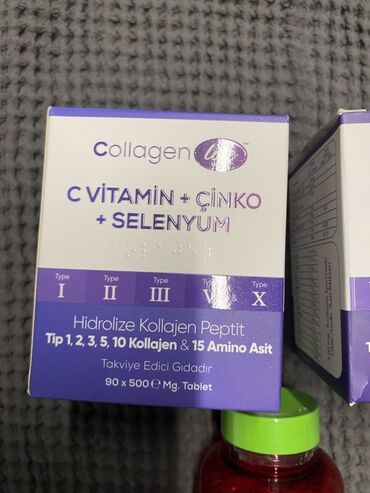 Collagen life™
C VİTAMİN + ÇİNKO
+ SELENYUM
Type I Type II Type III Type V & Type X
Hidrolize Kollajen Peptit
Tip 1, 2, 3, 5, 10 Kollajen & 15 Amino Asit
Takviye Edici Gıdadır
90 x 500 ℮ Mg. Tablet